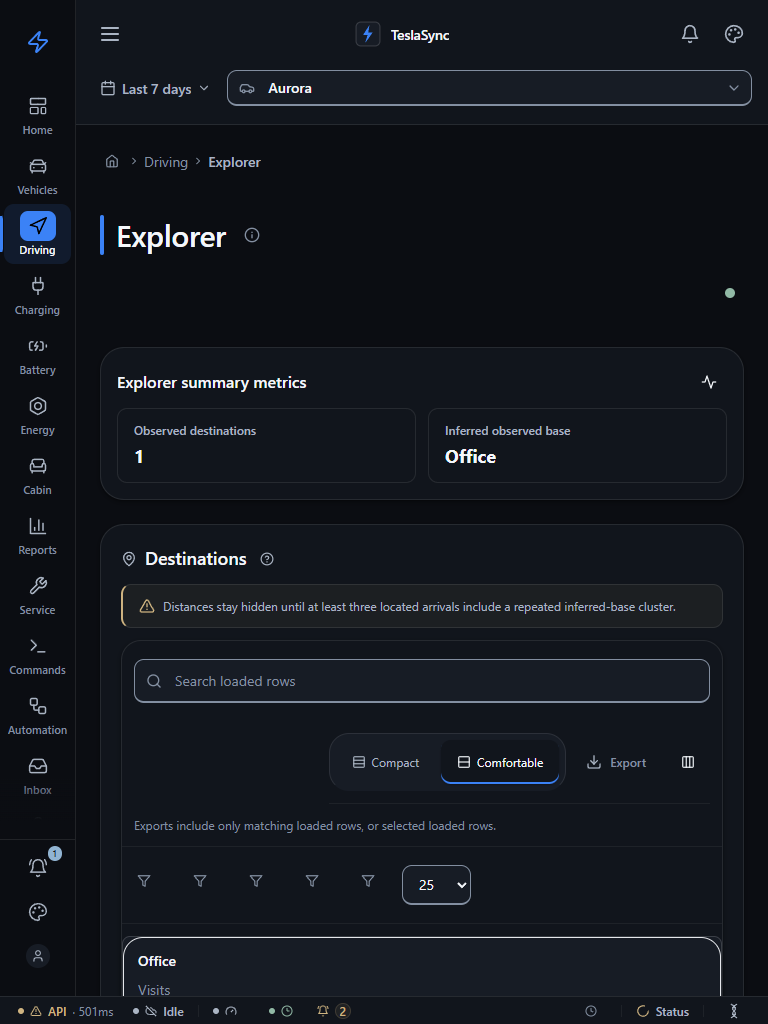 TeslaSync
Last 7 days
Aurora
Home
Vehicles
Driving
Charging
Battery
Energy
Cabin
Reports
Service
Commands
Automation
Inbox
1
Driving
Explorer
Explorer
Explorer summary metrics
Observed destinations
1
Inferred observed base
Office
Destinations
Distances stay hidden until at least three located arrivals include a repeated inferred-base cluster.
Search loaded rows
Compact
Comfortable
Export
Exports include only matching loaded rows, or selected loaded rows.
25
Office
Visits
API · 501ms
Idle
2
Status